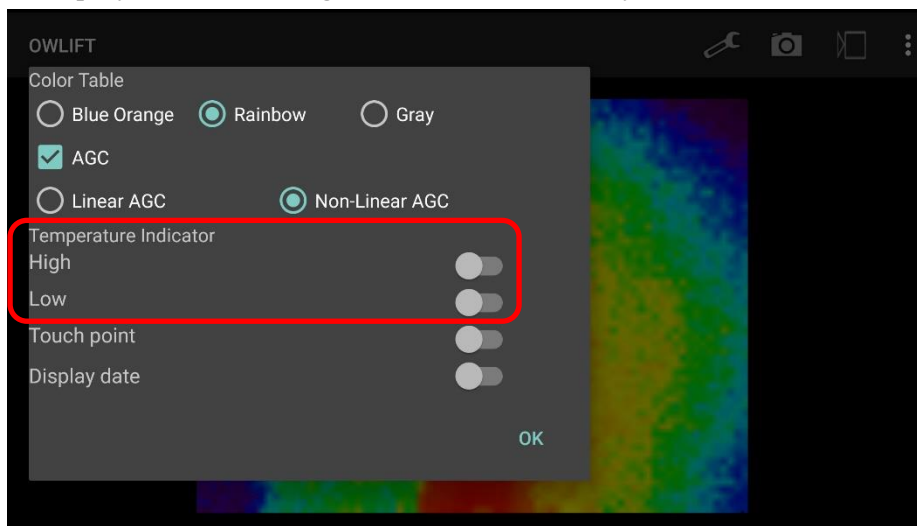 OWLIFT
Color Table
Blue Orange Rainbow Gray
AGC
Linear AGC Non-Linear AGC
Temperature Indicator
High
Low
Touch point
Display date
OK